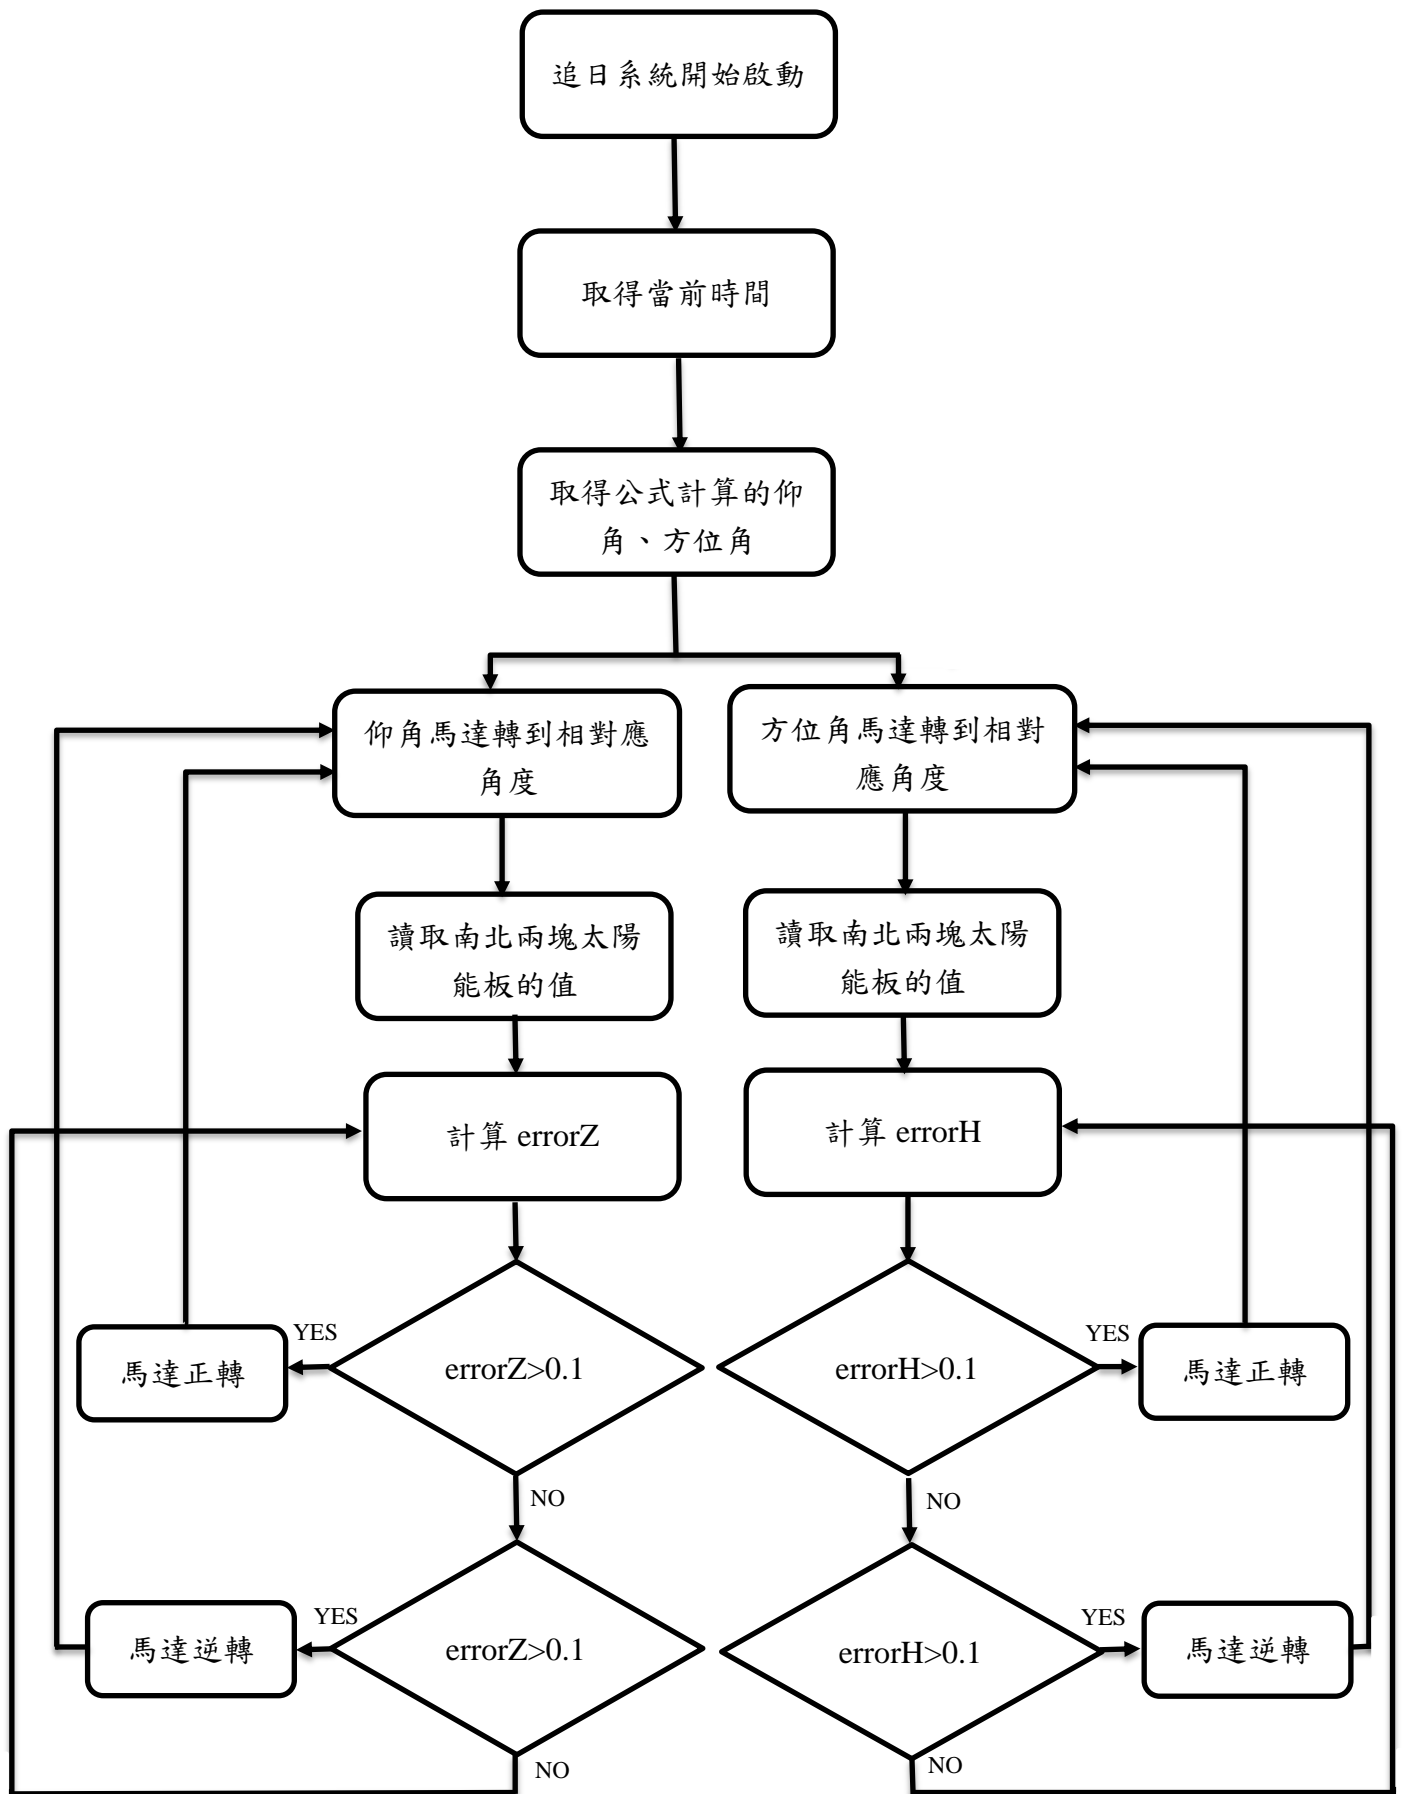 追日系統開始啟動
取得當前時間
取得公式計算的仰
角、方位角
仰角馬達轉到相對應
角度
方位角馬達轉到相對
應角度
讀取南北兩塊太陽
能板的值
讀取南北兩塊太陽
能板的值
計算 errorZ
計算 errorH
YES
errorZ>0.1
馬達正轉
YES
errorH>0.1
馬達正轉
NO
NO
YES
errorZ>0.1
馬達逆轉
YES
errorH>0.1
馬達逆轉
NO
NO